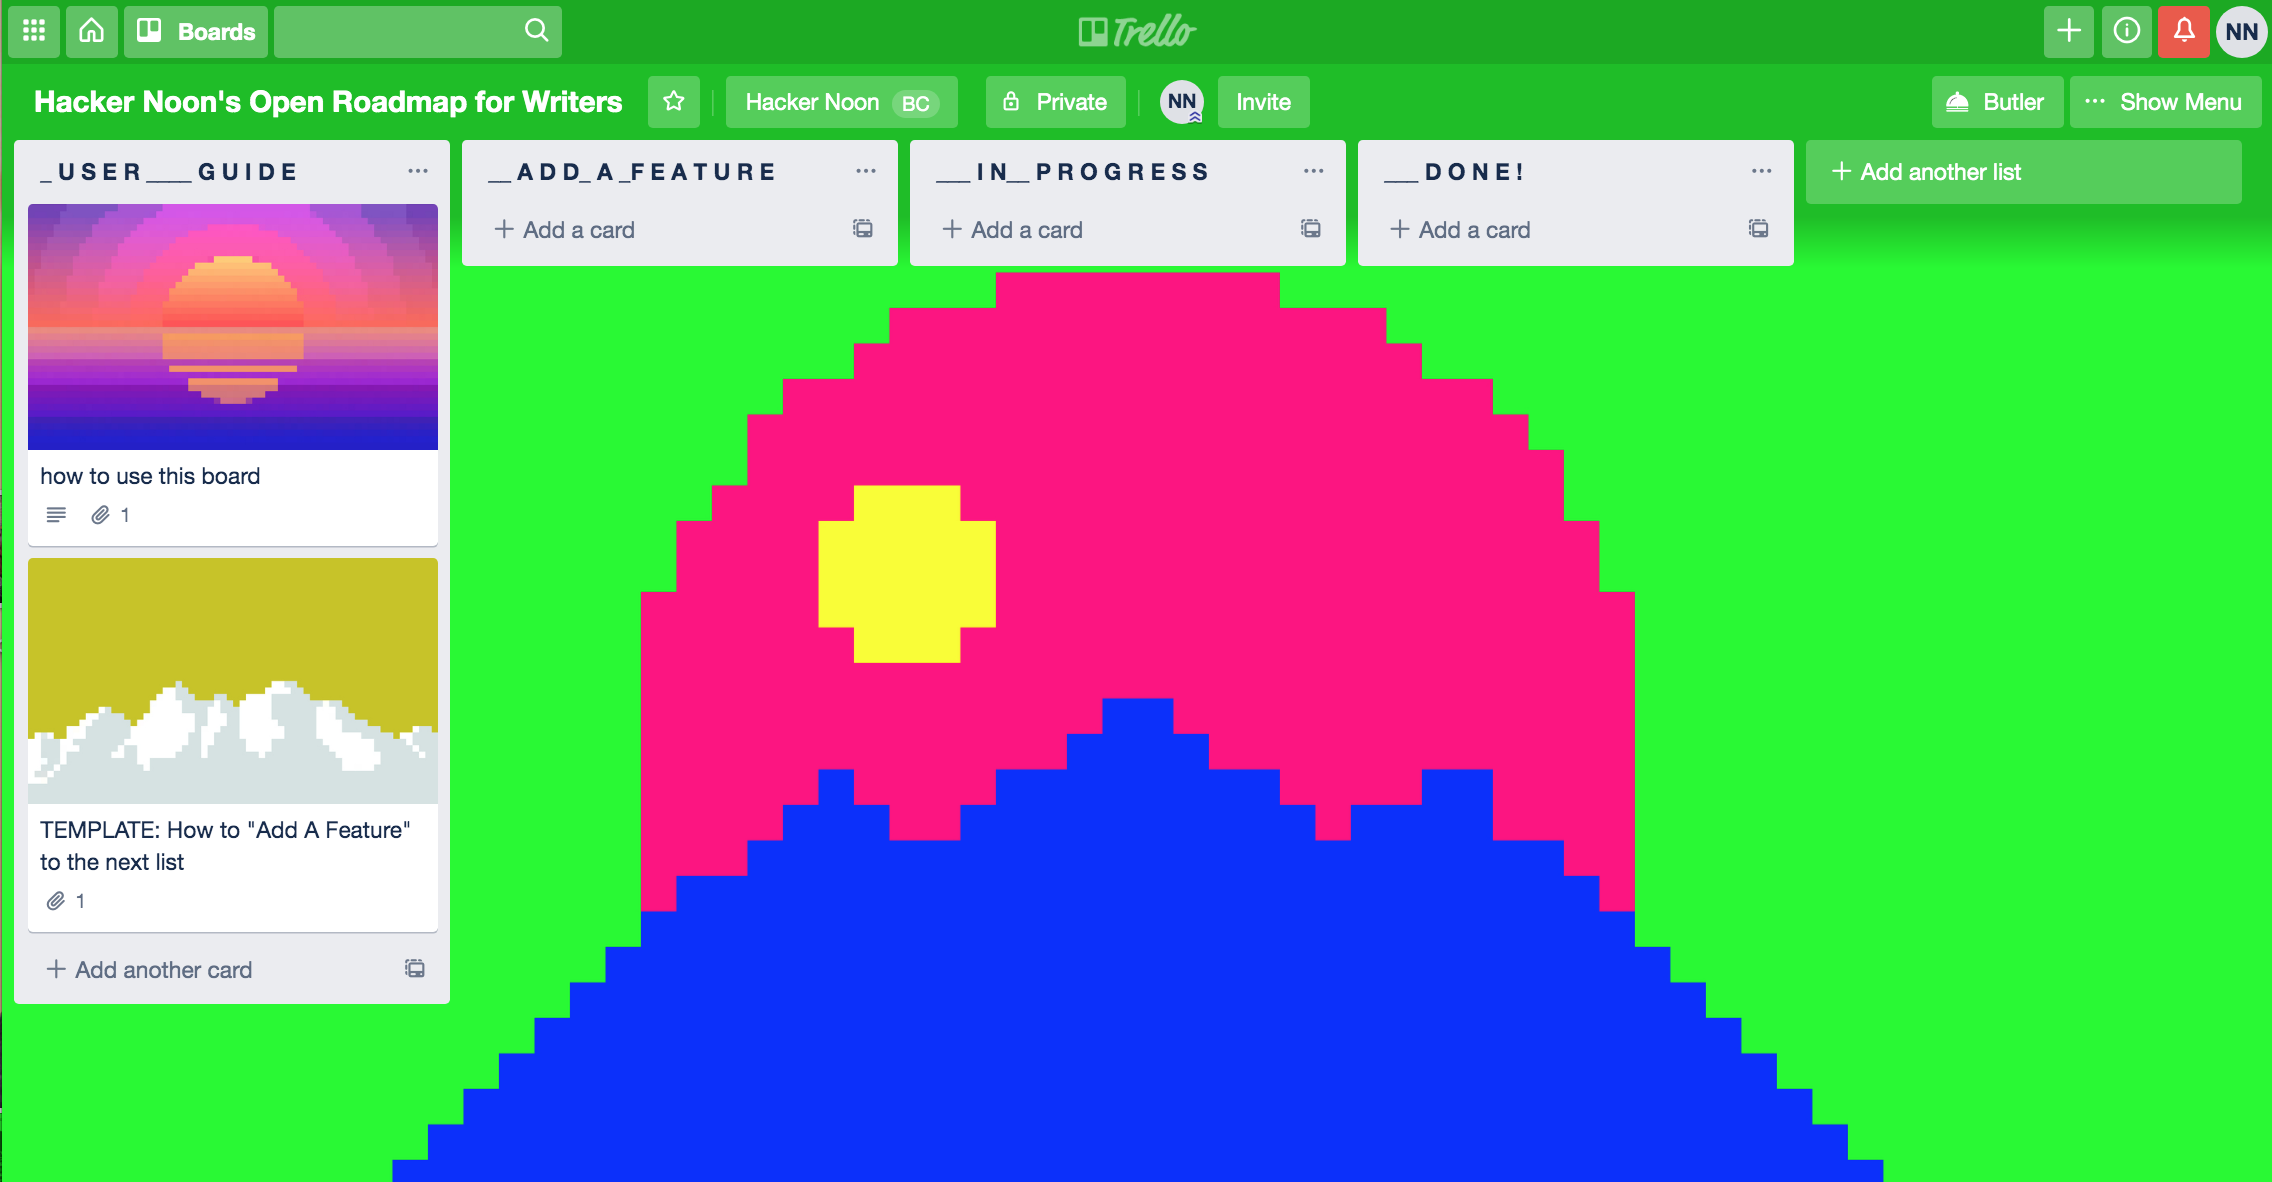 Boards
Trello
NN
Hacker Noon's Open Roadmap for Writers
Hacker Noon BC
Private
NN
Invite
Butler
Show Menu
_USER____GUIDE
how to use this board
1
TEMPLATE: How to "Add A Feature"
to the next list
1
+ Add another card
__ADD_A_FEATURE
+ Add a card
___IN__PROGRESS
+ Add a card
___DONE!
+ Add a card
+ Add another list